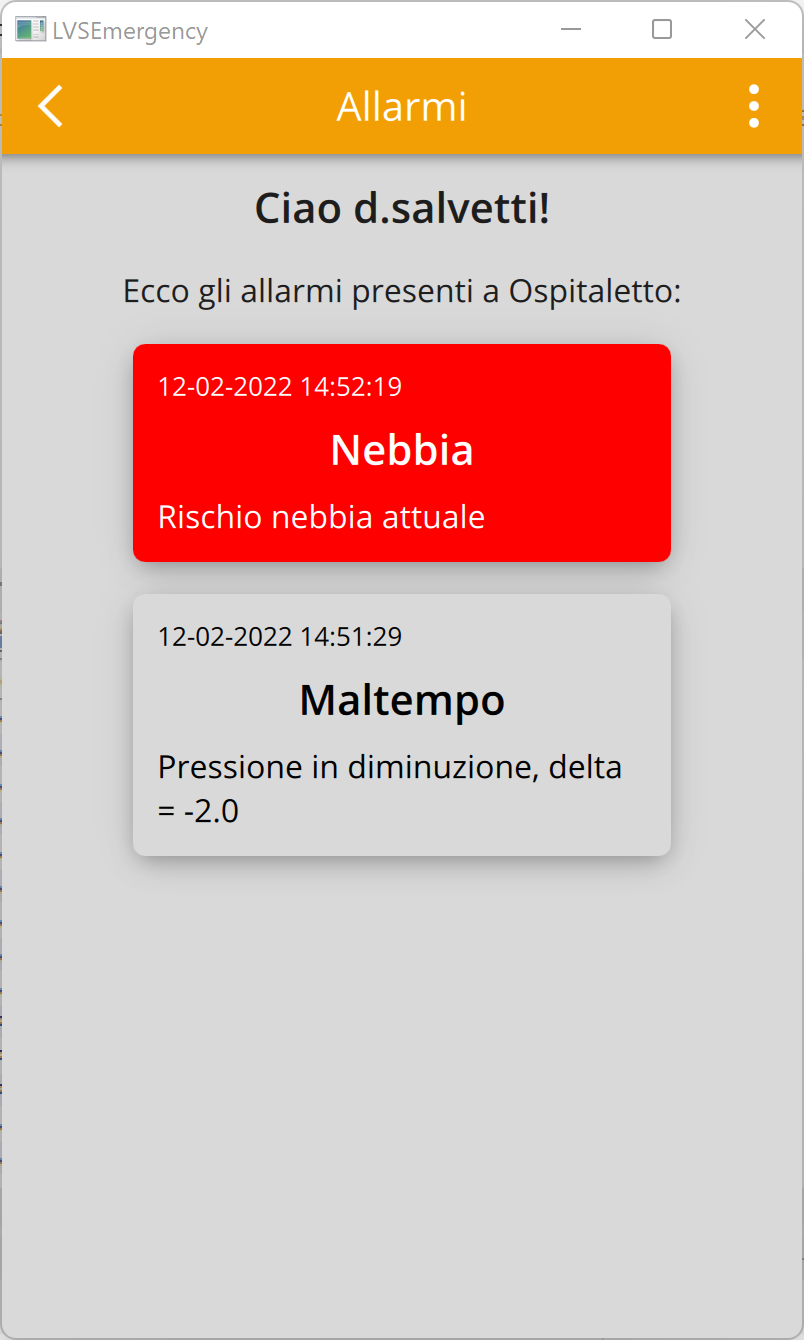 LVSEmergency
Allarmi
Ciao d.salvetti!
Ecco gli allarmi presenti a Ospitaletto:
12-02-2022 14:52:19
Nebbia
Rischio nebbia attuale
12-02-2022 14:51:29
Maltempo
Pressione in diminuzione, delta
= -2.0